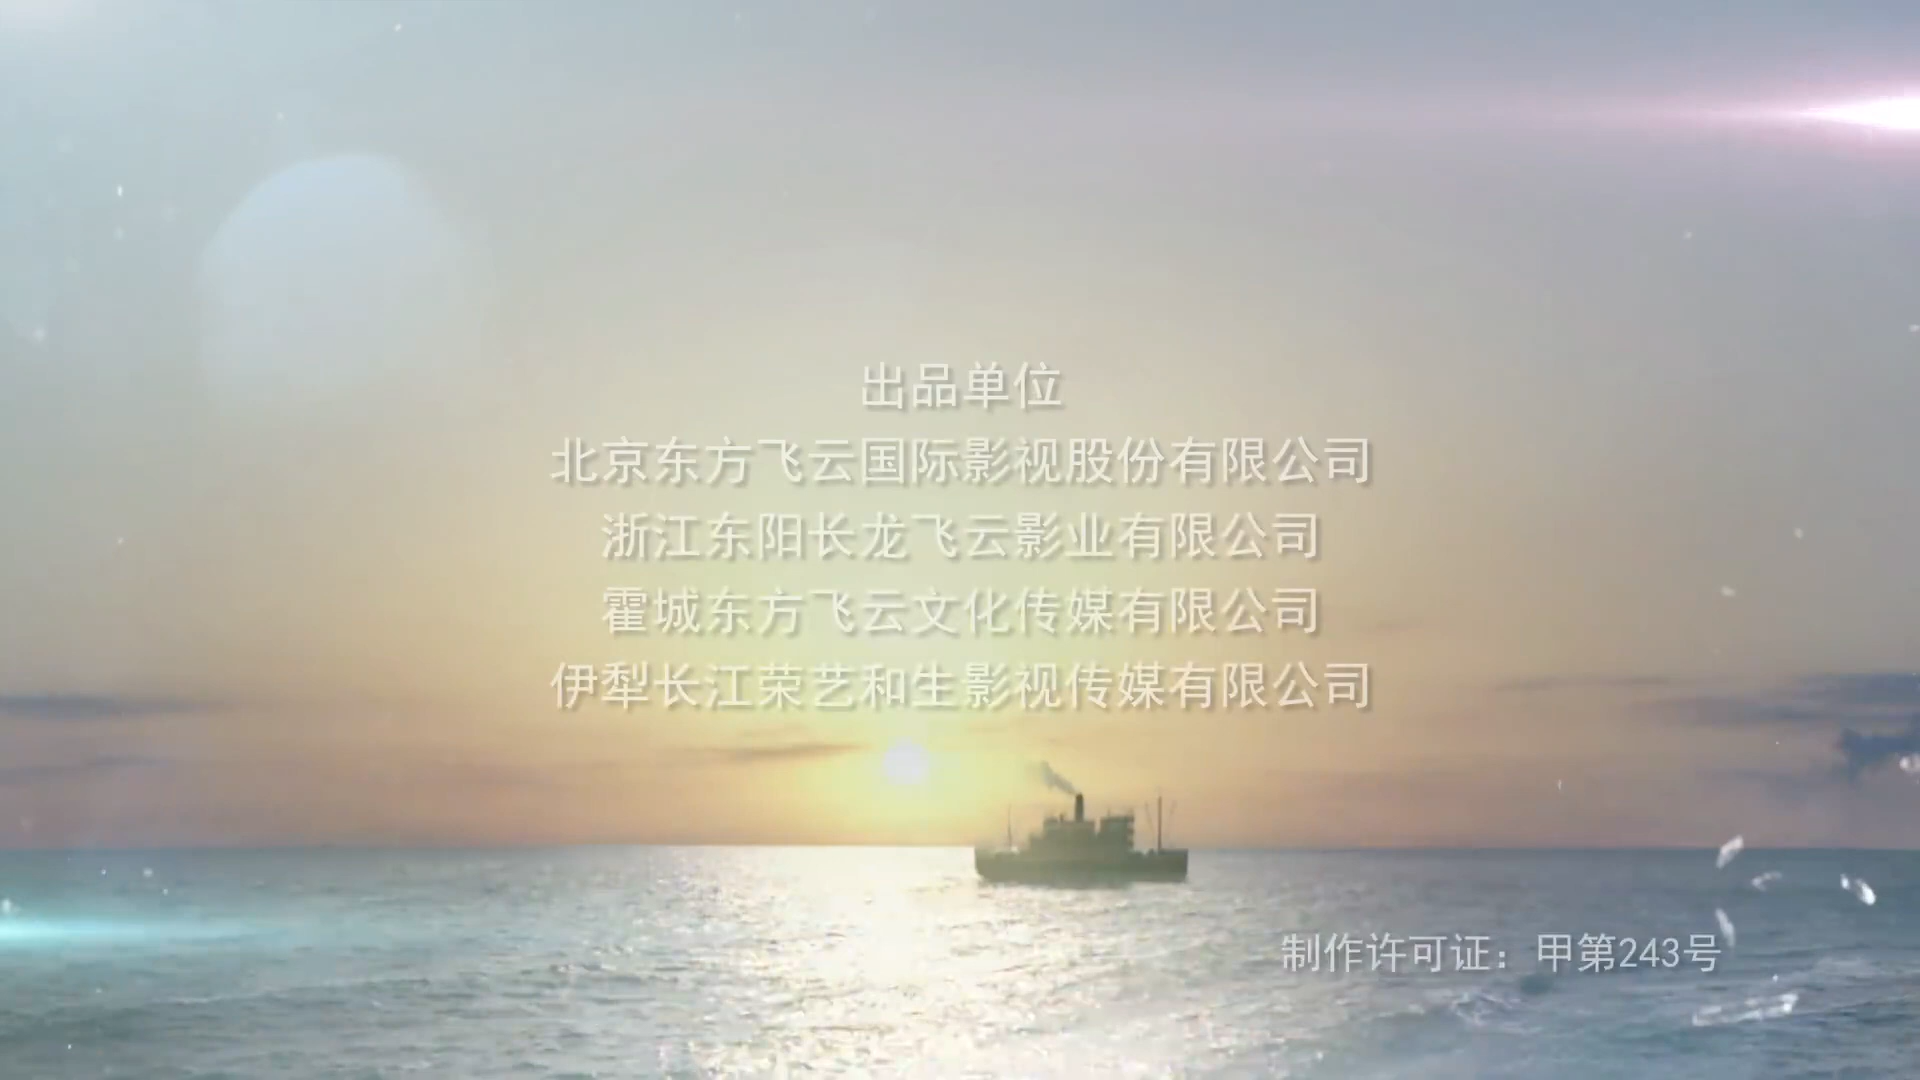 出品单位
北京东方飞云国际影视股份有限公司
浙江东阳长龙飞云影业有限公司
霍城东方飞云文化传媒有限公司
伊犁长江荣艺和生影视传媒有限公司
制作许可证：甲第243号